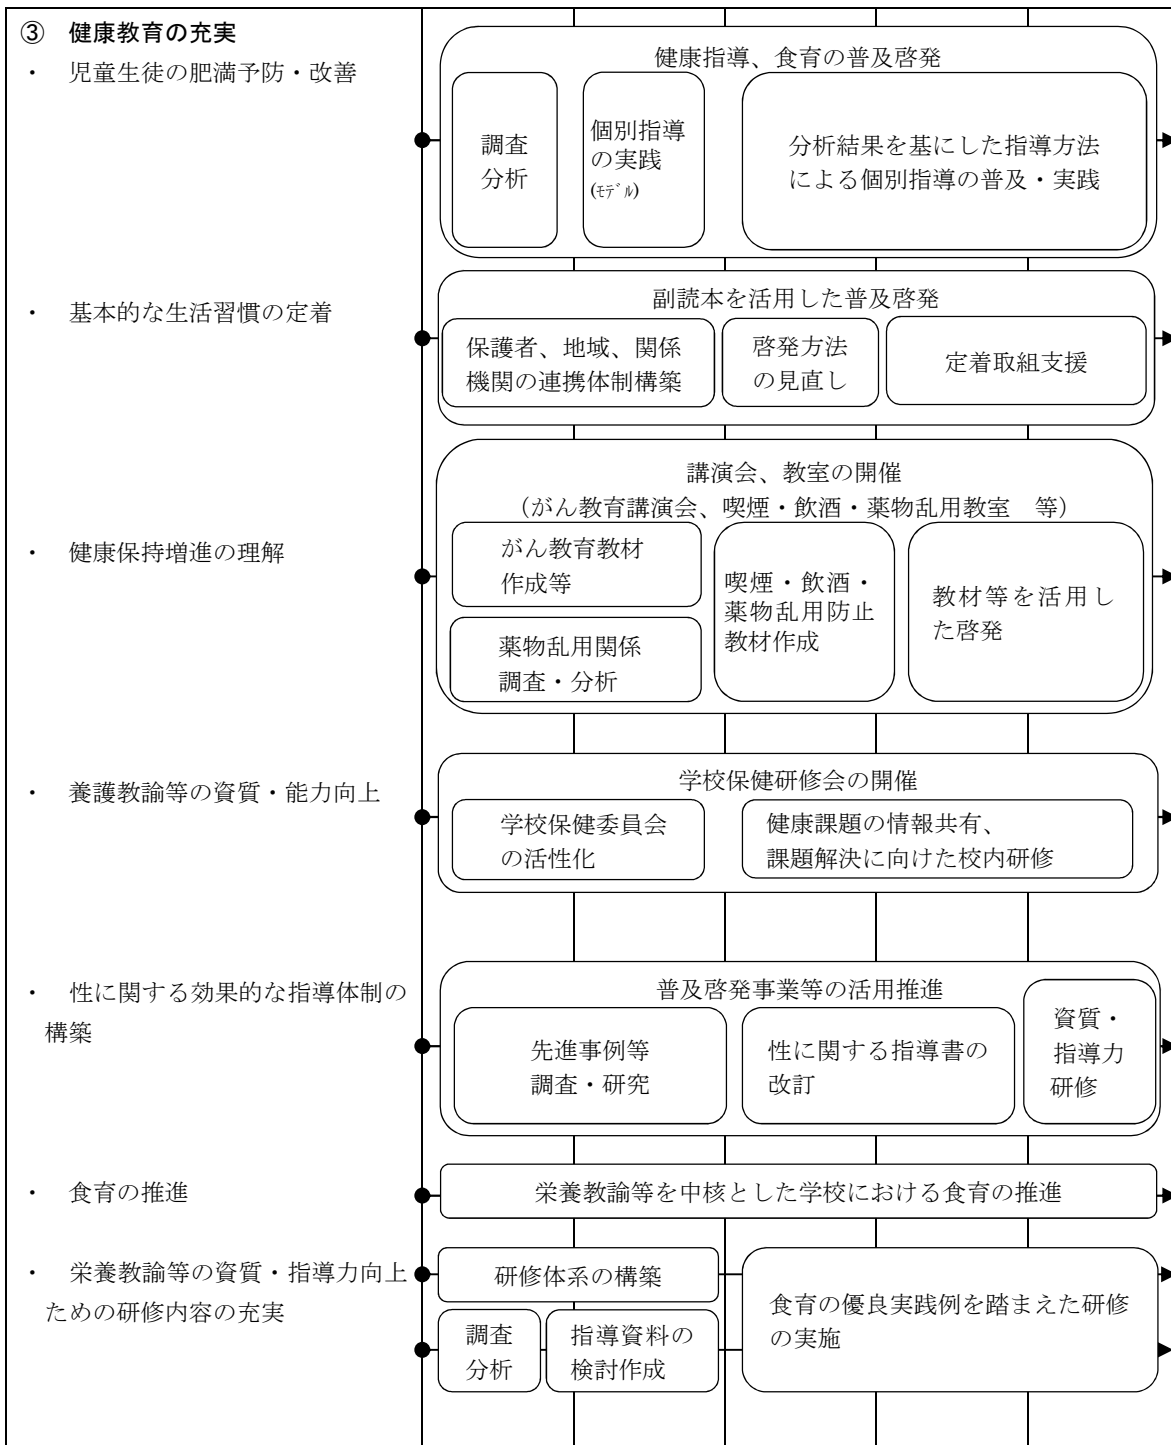 ③　健康教育の充実
・　児童生徒の肥満予防・改善
健康指導、食育の普及啓発
調査
分析
個別指導
の実践
(ﾓﾃﾞﾙ)
分析結果を基にした指導方法
による個別指導の普及・実践
・　基本的な生活習慣の定着
副読本を活用した普及啓発
保護者、地域、関係
機関の連携体制構築
啓発方法
の見直し
定着取組支援
・　健康保持増進の理解
講演会、教室の開催
（がん教育講演会、喫煙・飲酒・薬物乱用教室　等）
がん教育教材
作成等
薬物乱用関係
調査・分析
喫煙・飲酒・
薬物乱用防止
教材作成
教材等を活用し
た啓発
・　養護教諭等の資質・能力向上
学校保健研修会の開催
学校保健委員会
の活性化
健康課題の情報共有、
課題解決に向けた校内研修
・　性に関する効果的な指導体制の
構築
普及啓発事業等の活用推進
先進事例等
調査・研究
性に関する指導書の
改訂
資質・
指導力
研修
・　食育の推進
栄養教諭等を中核とした学校における食育の推進
・　栄養教諭等の資質・指導力向上
ための研修内容の充実
研修体系の構築
調査
分析
指導資料の
検討作成
食育の優良実践例を踏まえた研修
の実施